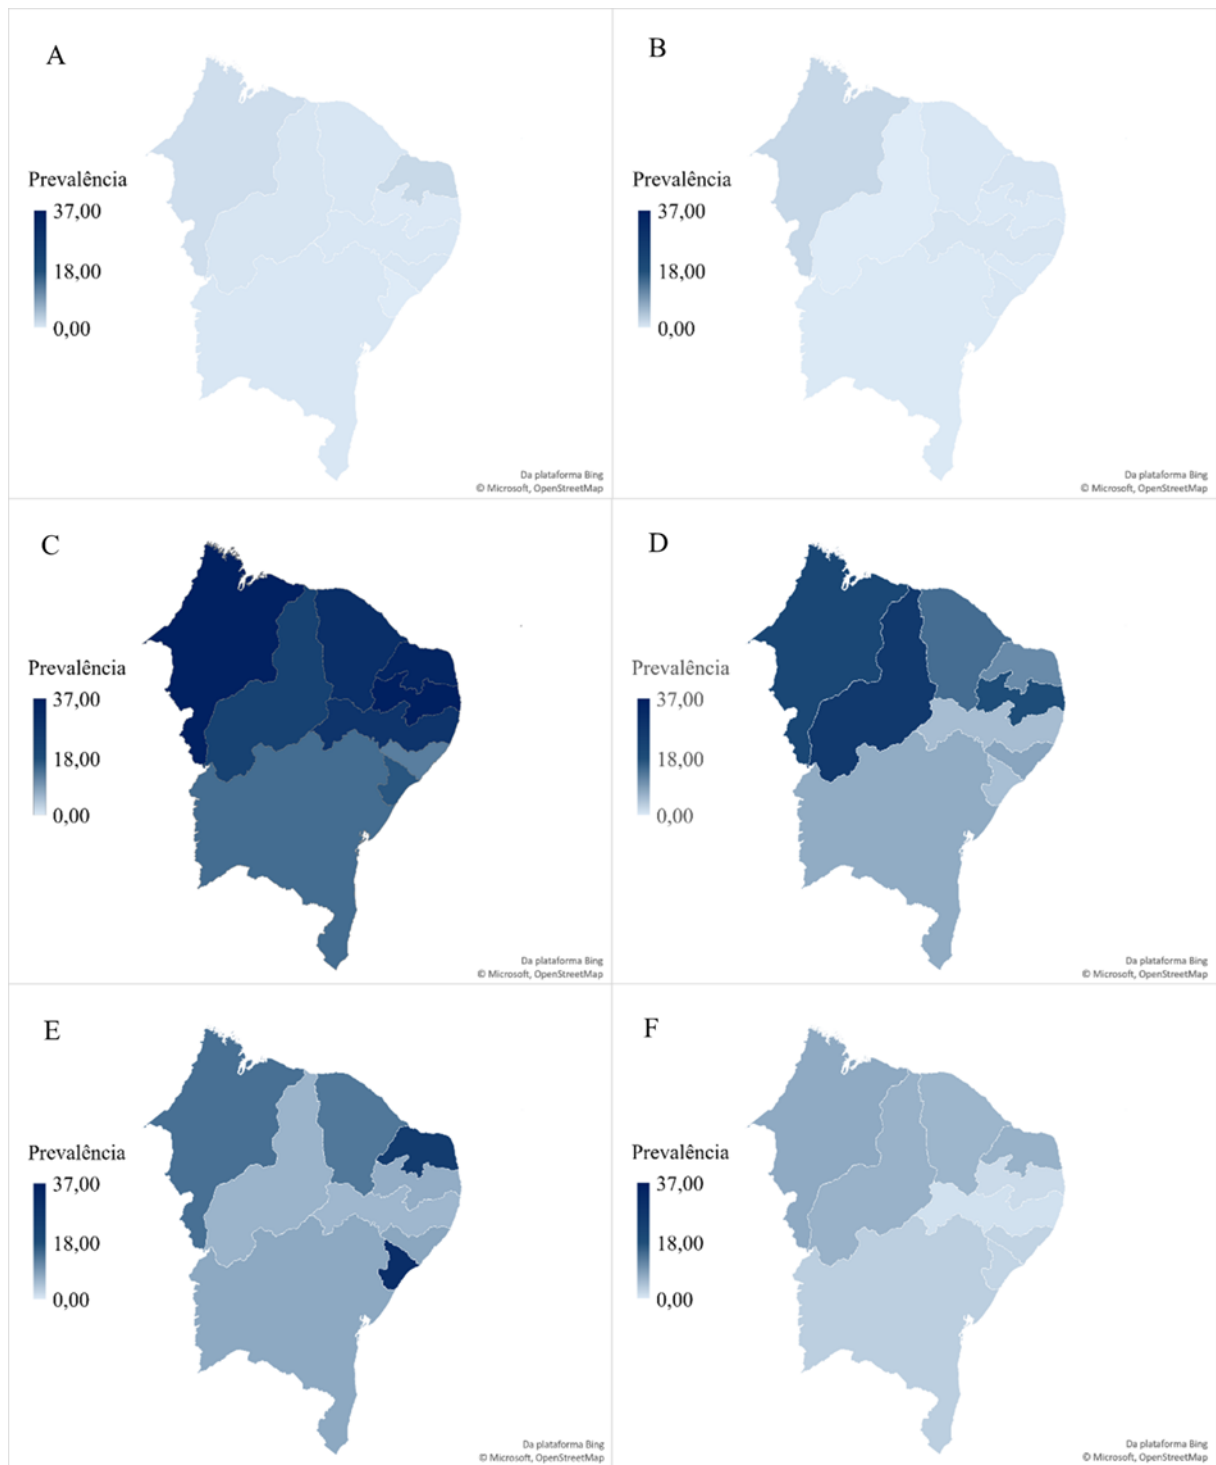 A
Prevalência
37,00
18,00
0,00
Da plataforma Bing
© Microsoft, OpenStreetMap
B
Prevalência
37,00
18,00
0,00
Da plataforma Bing
© Microsoft, OpenStreetMap
C
Prevalência
37,00
18,00
0,00
Da plataforma Bing
© Microsoft, OpenStreetMap
D
Prevalência
37,00
18,00
0,00
Da plataforma Bing
© Microsoft, OpenStreetMap
E
Prevalência
37,00
18,00
0,00
Da plataforma Bing
© Microsoft, OpenStreetMap
F
Prevalência
37,00
18,00
0,00
Da plataforma Bing
© Microsoft, OpenStreetMap